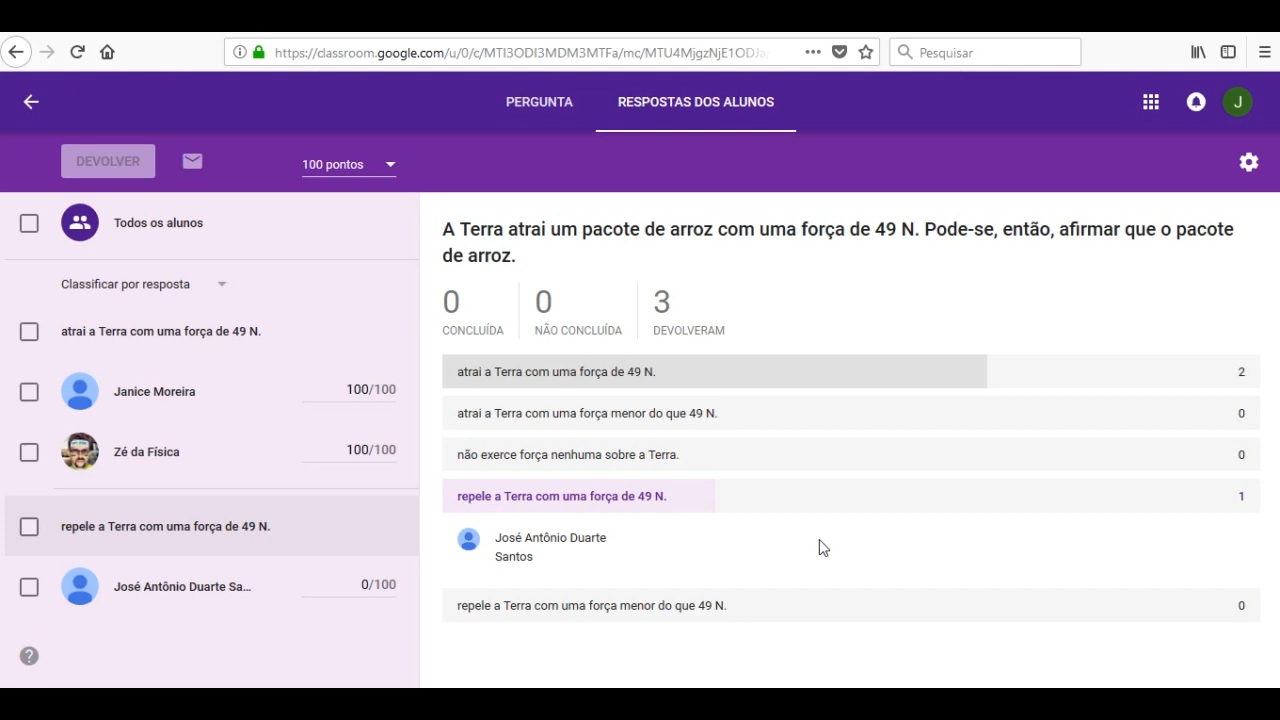 https://classroom.google.com/u/0/c/MTI3ODI3MDM3MTFa/mc/MTU4MjgzNjE1ODJa/
Pesquisar
PERGUNTA
RESPOSTAS DOS ALUNOS
J
DEVOLVER
100 pontos
Todos os alunos
Classificar por resposta
atrai a Terra com uma força de 49 N.
Janice Moreira
100/100
Zé da Física
100/100
repele a Terra com uma força de 49 N.
José Antônio Duarte Sa...
0/100
A Terra atrai um pacote de arroz com uma força de 49 N. Pode-se, então, afirmar que o pacote
de arroz.
0
0
3
CONCLUÍDA
NÃO CONCLUÍDA
DEVOLVERAM
atrai a Terra com uma força de 49 N.
2
atrai a Terra com uma força menor do que 49 N.
0
não exerce força nenhuma sobre a Terra.
0
repele a Terra com uma força de 49 N.
1
José Antônio Duarte
Santos
repele a Terra com uma força menor do que 49 N.
0